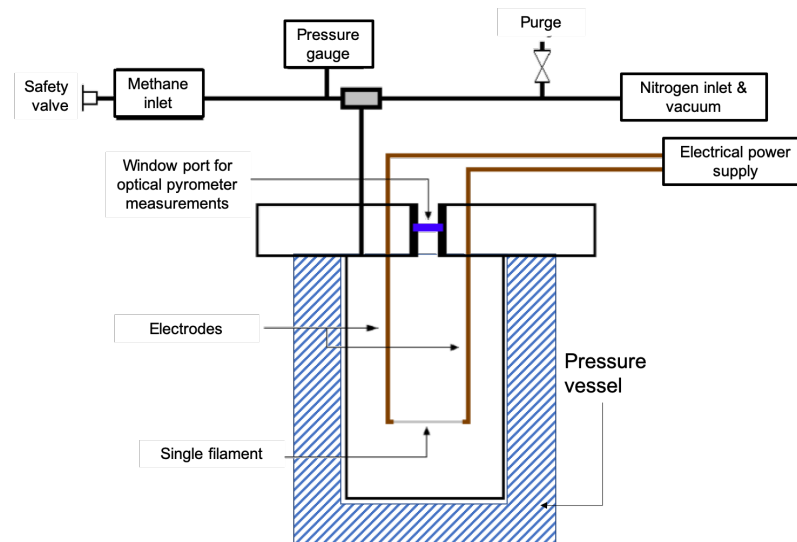 Purge
Pressure
gauge
Safety
valve
Methane
inlet
Nitrogen inlet &
vacuum
Electrical power
supply
Window port for
optical pyrometer
measurements
Electrodes
Pressure
vessel
Single filament